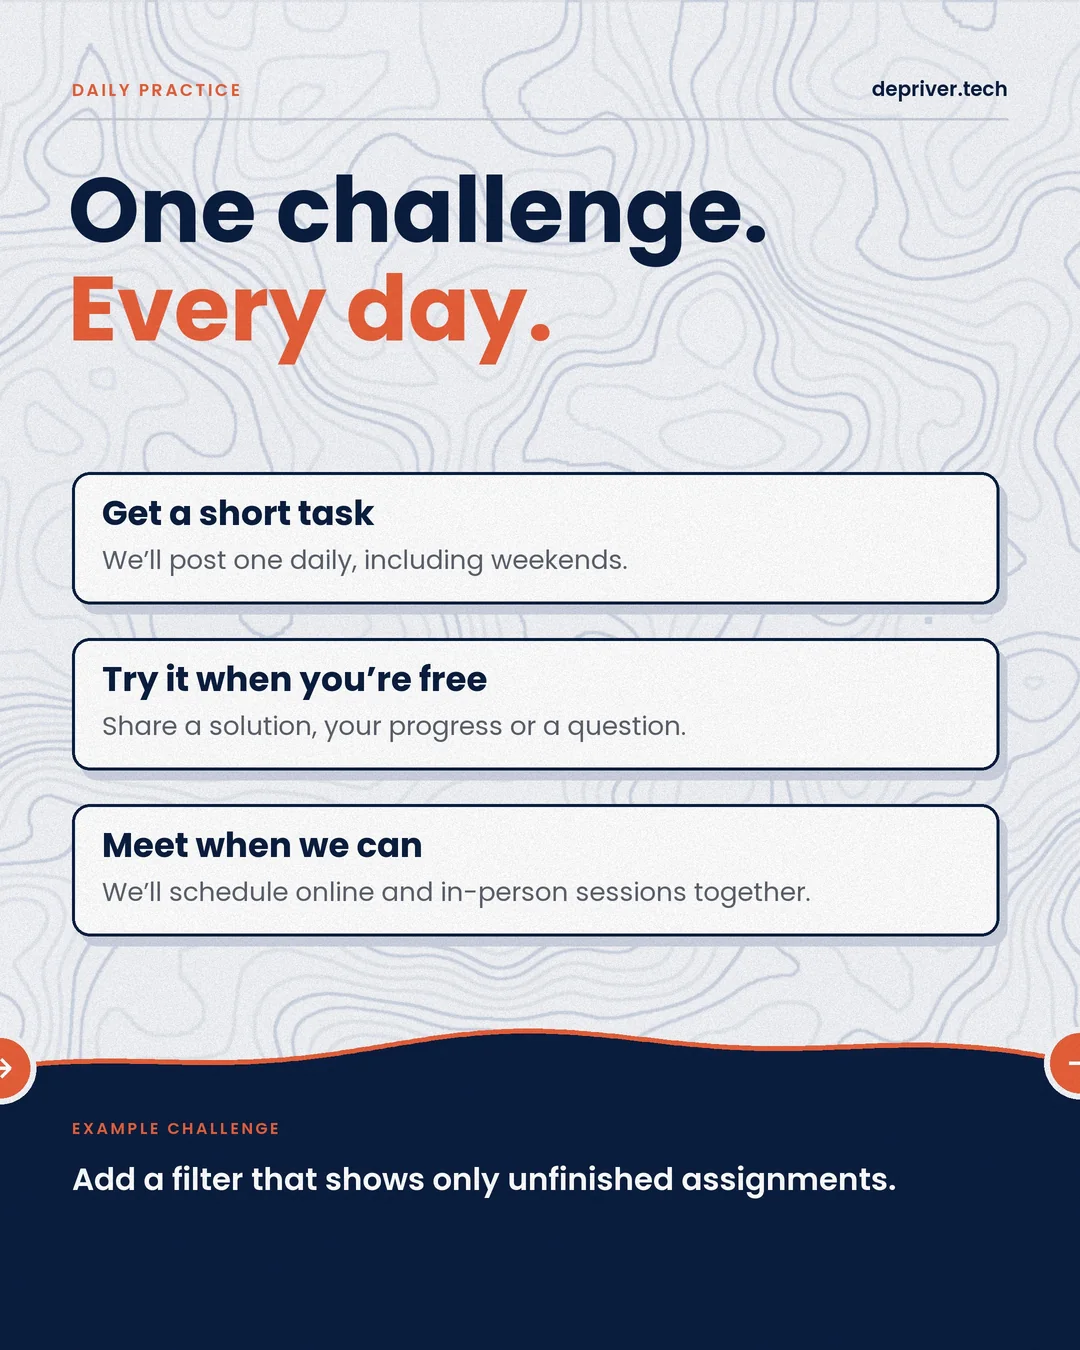 DAILY PRACTICE
depriver.tech
One challenge.
Every day.
Get a short task
We’ll post one daily, including weekends.
Try it when you’re free
Share a solution, your progress or a question.
Meet when we can
We’ll schedule online and in-person sessions together.
EXAMPLE CHALLENGE
Add a filter that shows only unfinished assignments.